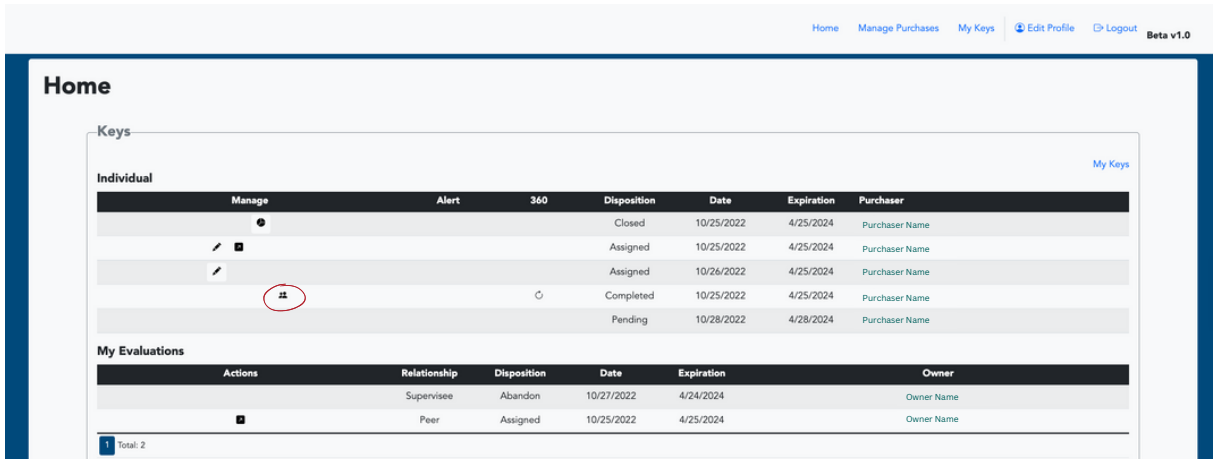 Home Manage Purchases My Keys Edit Profile Logout Beta v1.0
Home
Keys
My Keys
Individual
Manage Alert 360 Disposition Date Expiration Purchaser
Closed 10/25/2022 4/25/2024 Purchaser Name
Assigned 10/25/2022 4/25/2024 Purchaser Name
Assigned 10/26/2022 4/25/2024 Purchaser Name
Completed 10/25/2022 4/25/2024 Purchaser Name
Pending 10/28/2022 4/28/2024 Purchaser Name
My Evaluations
Actions Relationship Disposition Date Expiration Owner
Supervisee Abandon 10/27/2022 4/24/2024 Owner Name
Peer Assigned 10/25/2022 4/25/2024 Owner Name
1 Total: 2